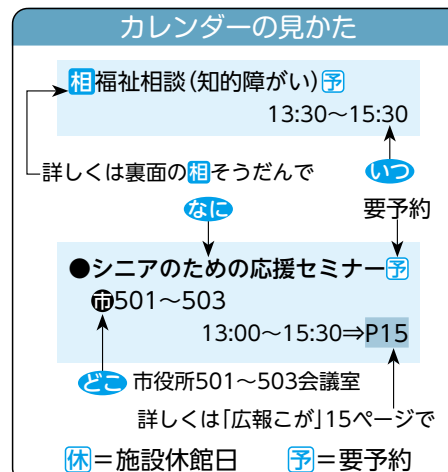 カレンダーの見かた
相福祉相談(知的障がい)予
13:30～15:30
詳しくは裏面の相そうだんで
いつ
なに
要予約
●シニアのための応援セミナー予
市501～503
13:00～15:30⇒P15
どこ 市役所501～503会議室
詳しくは「広報こが」15ページで
休=施設休館日 予=要予約